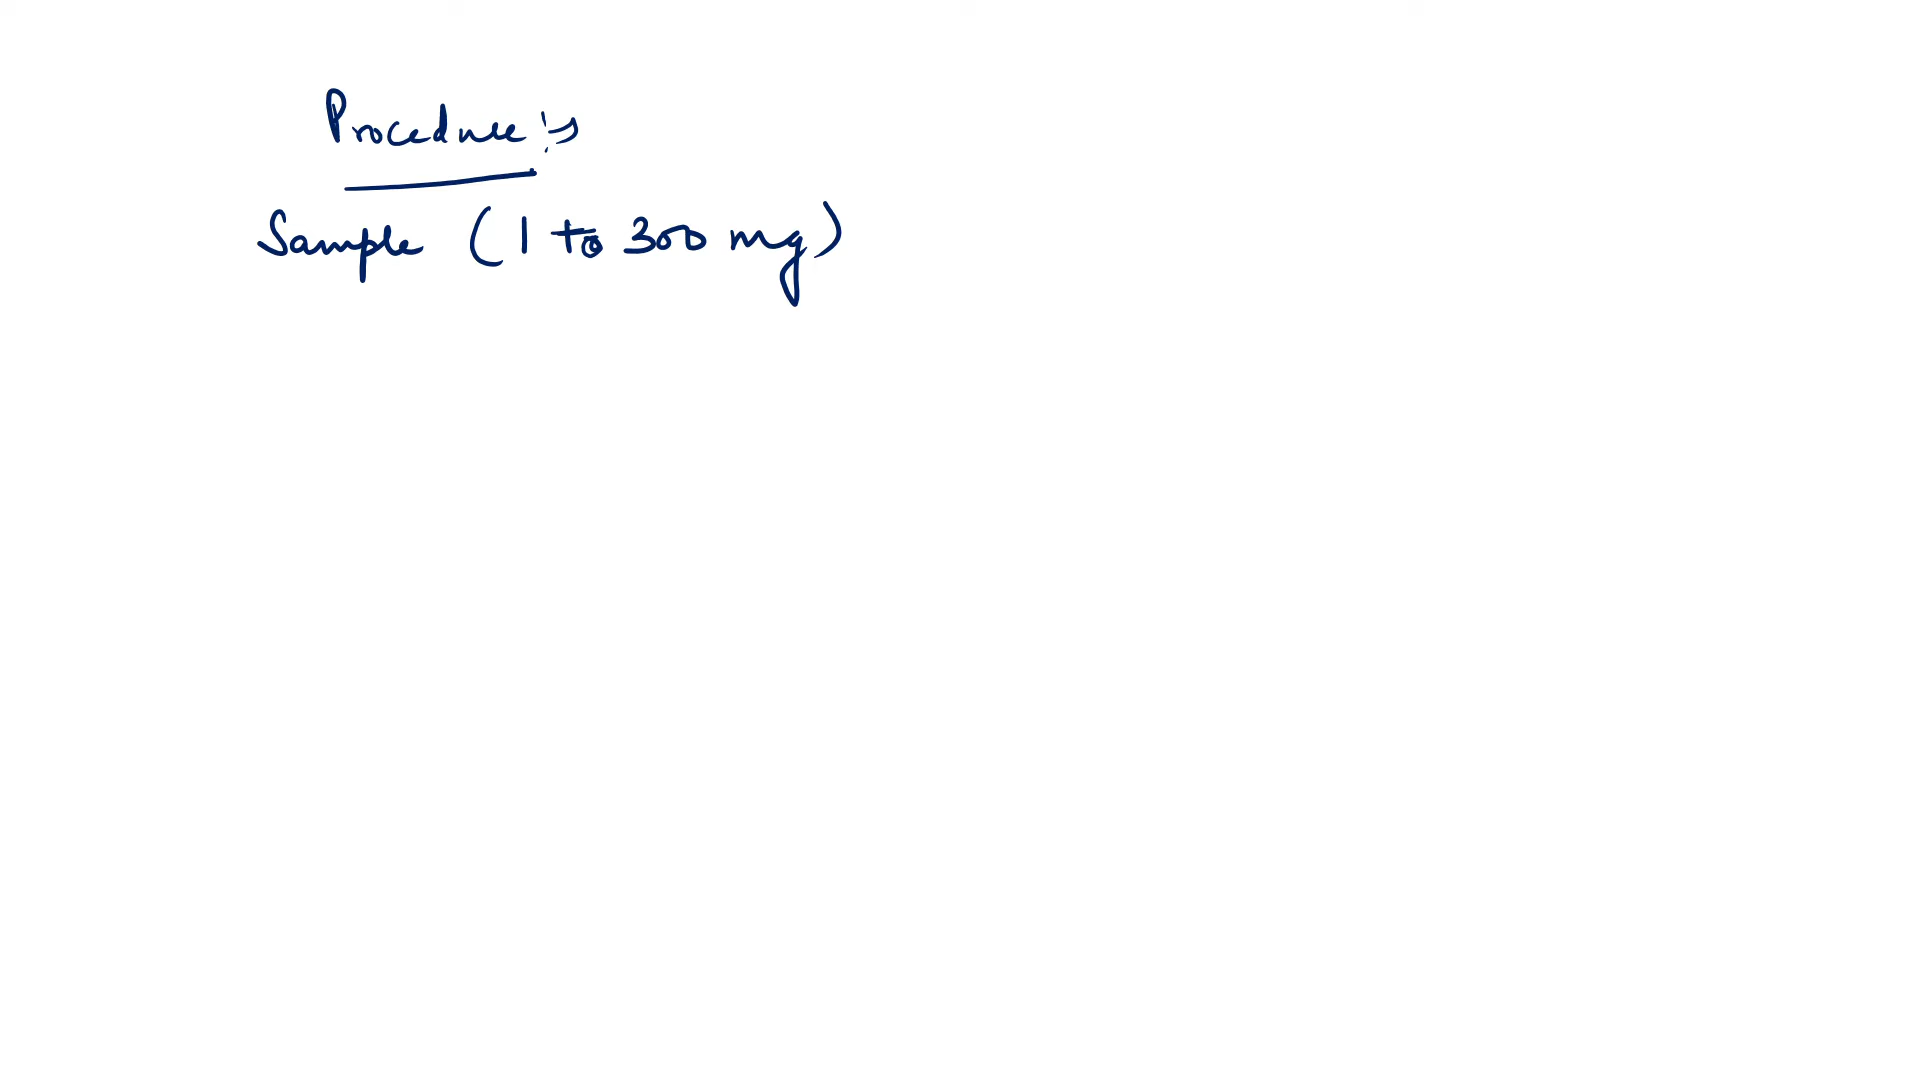 Procedure :→
Sample (1 to 300 mg)